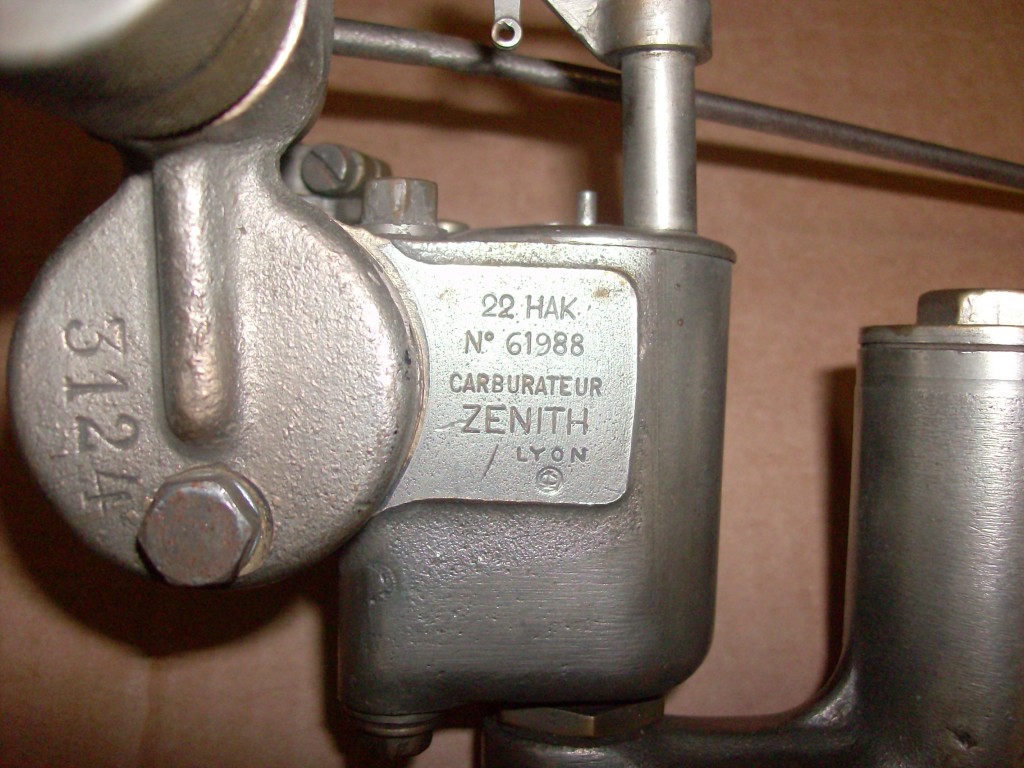 22 HAK
N° 61988
CARBURATEUR
ZENITH
LYON
3124